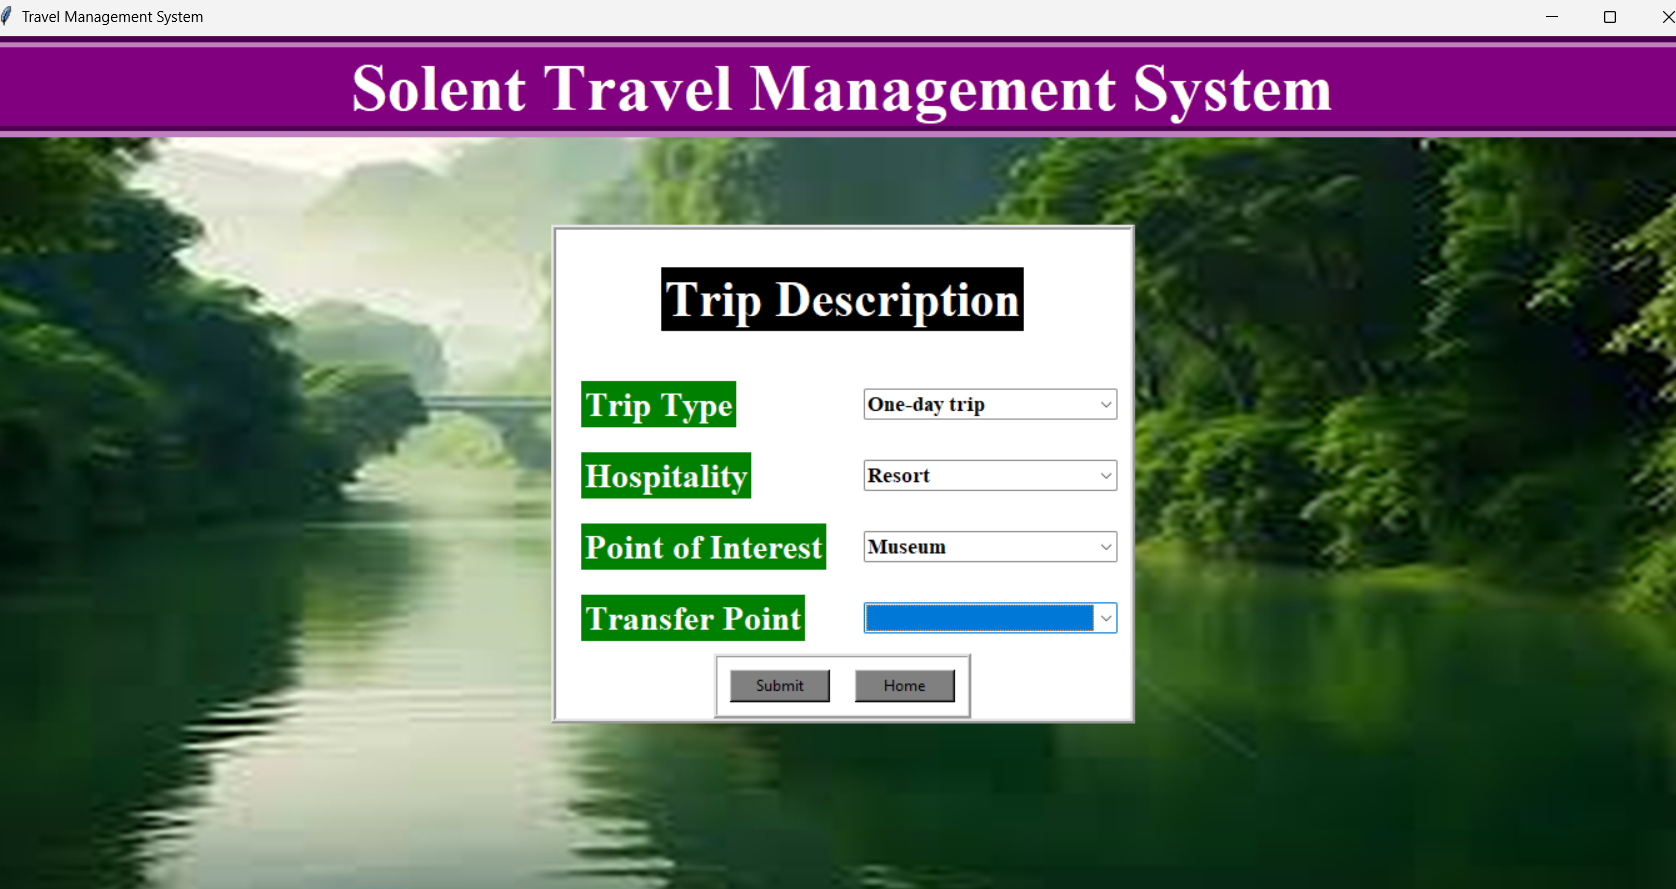 Travel Management System
Solent Travel Management System
Trip Description
Trip Type One-day trip
Hospitality Resort
Point of Interest Museum
Transfer Point
Submit Home